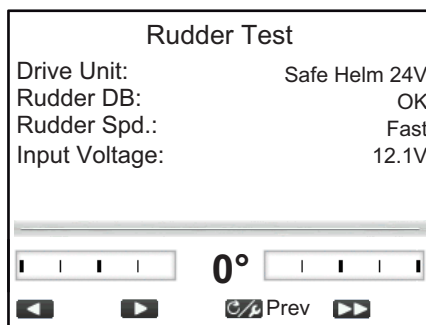 Rudder Test
Drive Unit: Safe Helm 24V
Rudder DB: OK
Rudder Spd.: Fast
Input Voltage: 12.1V
0°
Prev